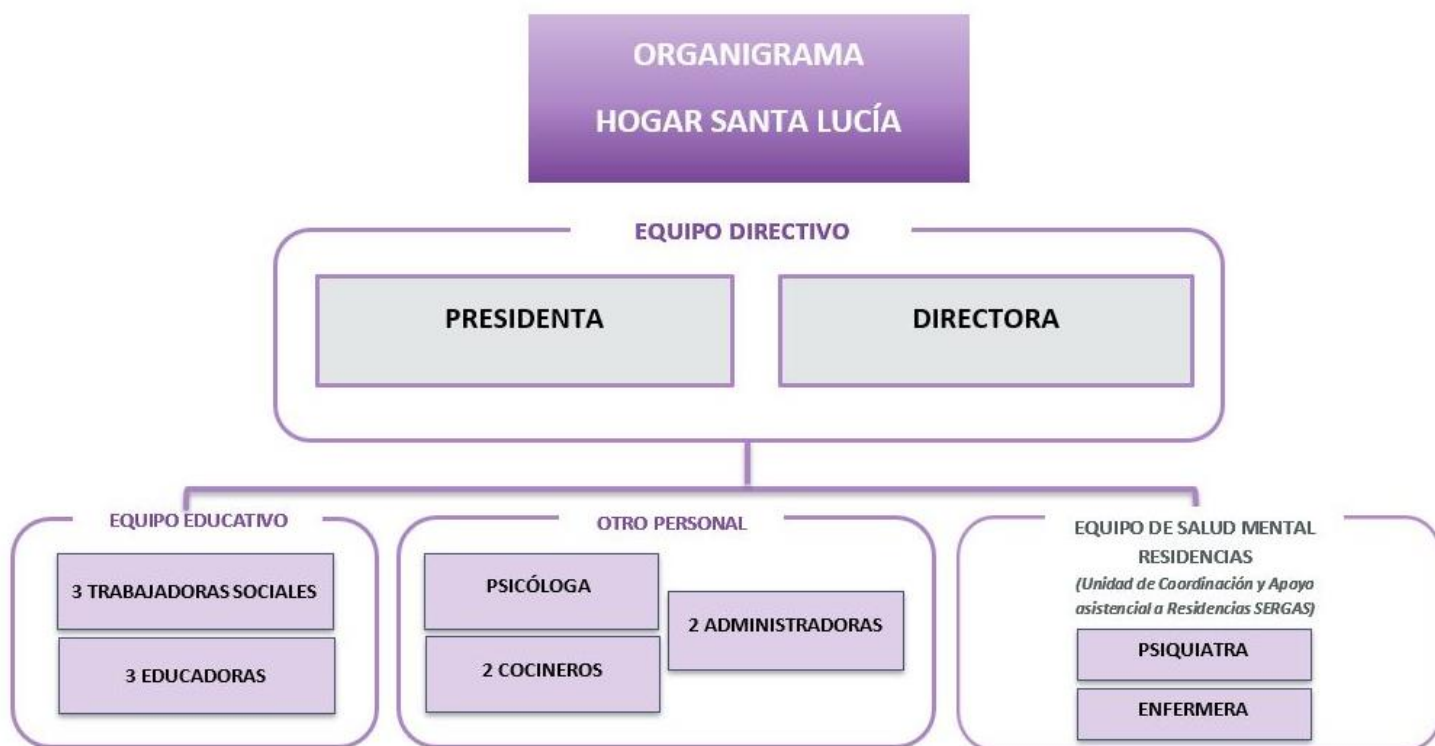 ORGANIGRAMA
HOGAR SANTA LUCÍA
EQUIPO DIRECTIVO
PRESIDENTA
DIRECTORA
EQUIPO EDUCATIVO
3 TRABAJADORAS SOCIALES
3 EDUCADORAS
OTRO PERSONAL
PSICÓLOGA
2 COCINEROS
2 ADMINISTRADORAS
EQUIPO DE SALUD MENTAL
RESIDENCIAS
(Unidad de Coordinación y Apoyo
asistencial a Residencias SERGAS)
PSIQUIATRA
ENFERMERA